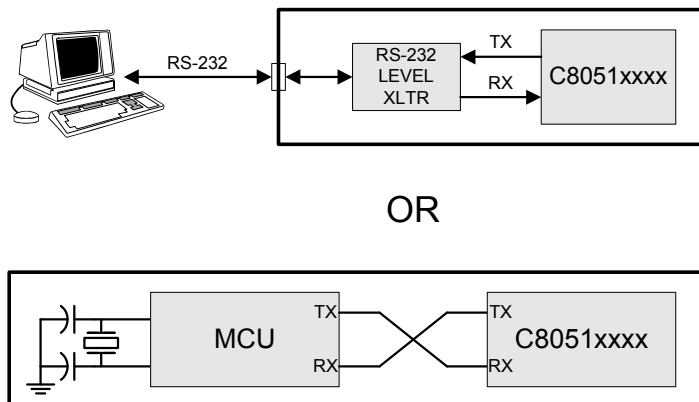 RS-232
RS-232
LEVEL
XLTR
TX
RX
C8051xxxx
OR
MCU
TX
RX
TX
RX
C8051xxxx